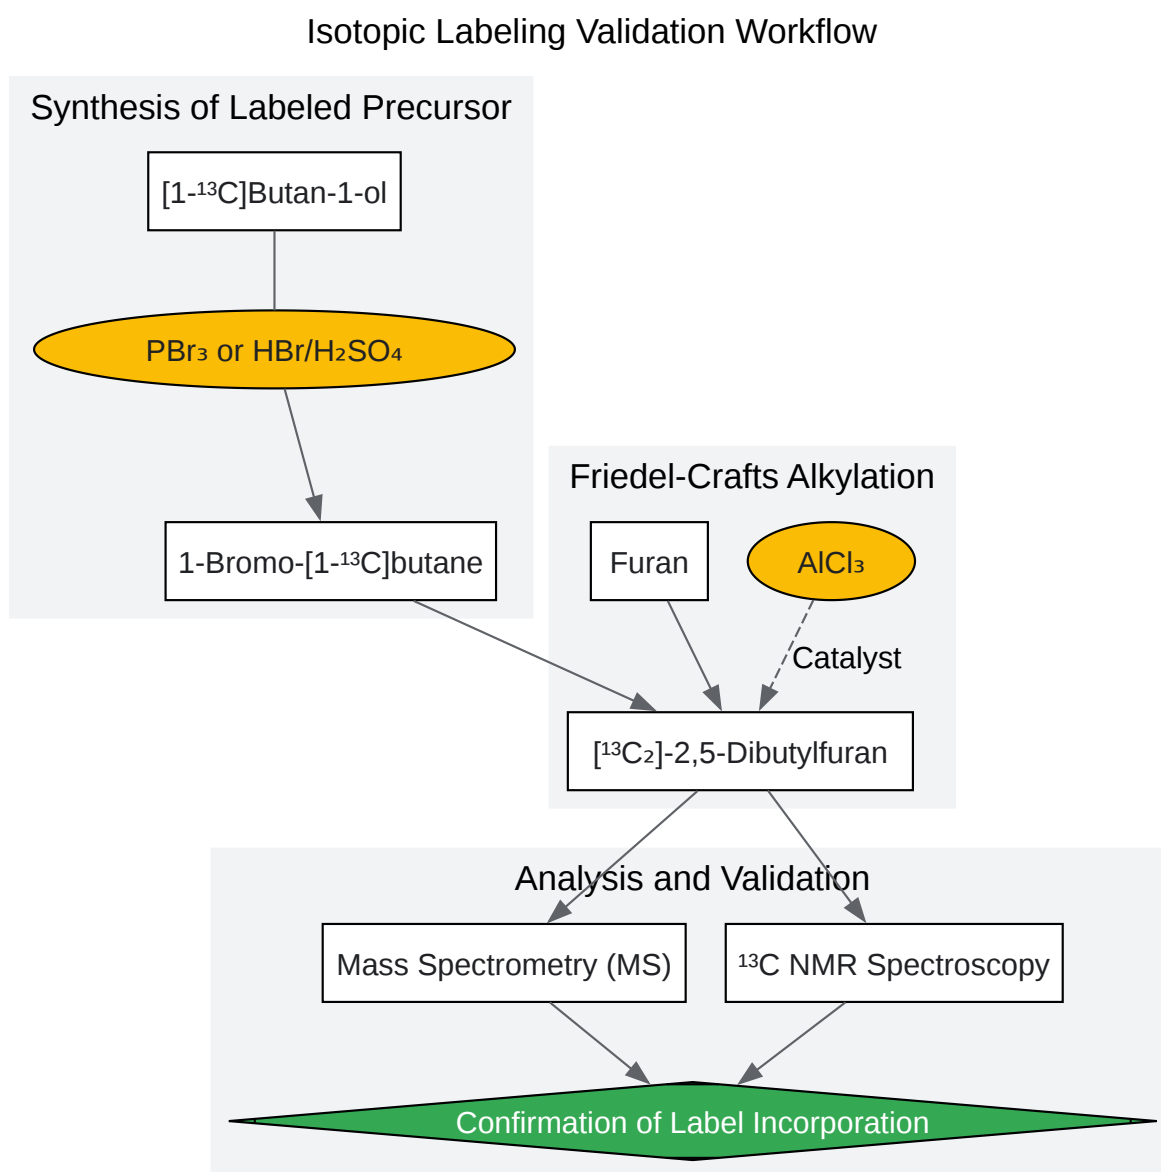 Isotopic Labeling Validation Workflow
Synthesis of Labeled Precursor
[1-¹³C]Butan-1-ol
PBr₃ or HBr/H₂SO₄
1-Bromo-[1-¹³C]butane
Friedel-Crafts Alkylation
Furan
AlCl₃
Catalyst
[¹³C₂]-2,5-Dibutylfuran
Analysis and Validation
Mass Spectrometry (MS)
¹³C NMR Spectroscopy
Confirmation of Label Incorporation